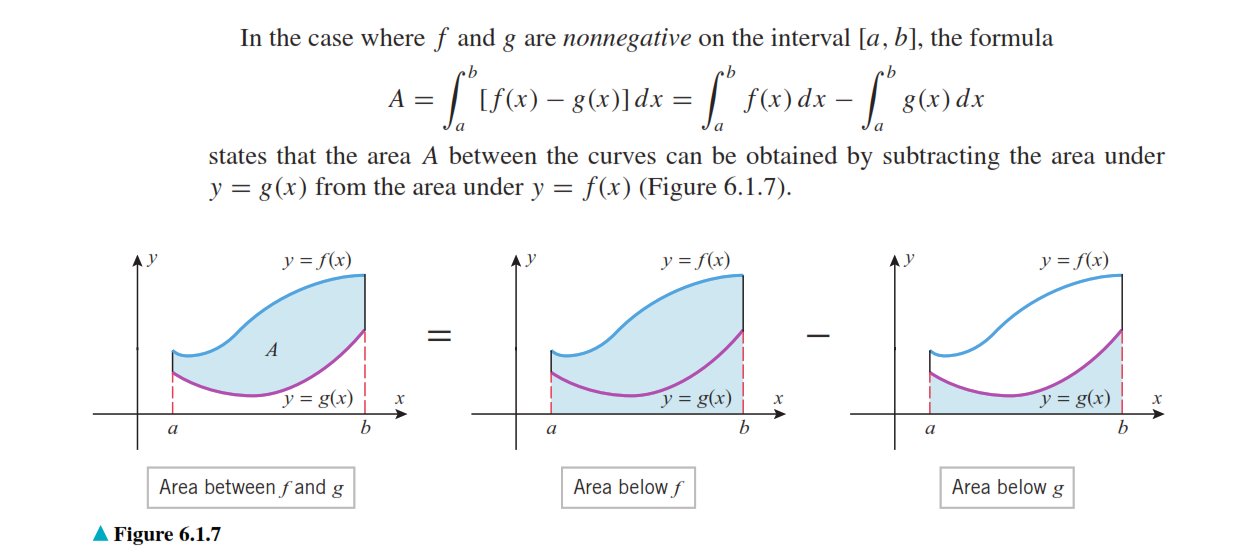 In the case where f and g are nonnegative on the interval [a, b], the formula
A = ∫_a^b [f(x) − g(x)] dx = ∫_a^b f(x) dx − ∫_a^b g(x) dx
states that the area A between the curves can be obtained by subtracting the area under
y = g(x) from the area under y = f(x) (Figure 6.1.7).
y y = f(x) y y = f(x) y y = f(x)
= −
A
y = g(x) x y = g(x) x y = g(x) x
a b a b a b
Area between f and g Area below f Area below g
▲ Figure 6.1.7